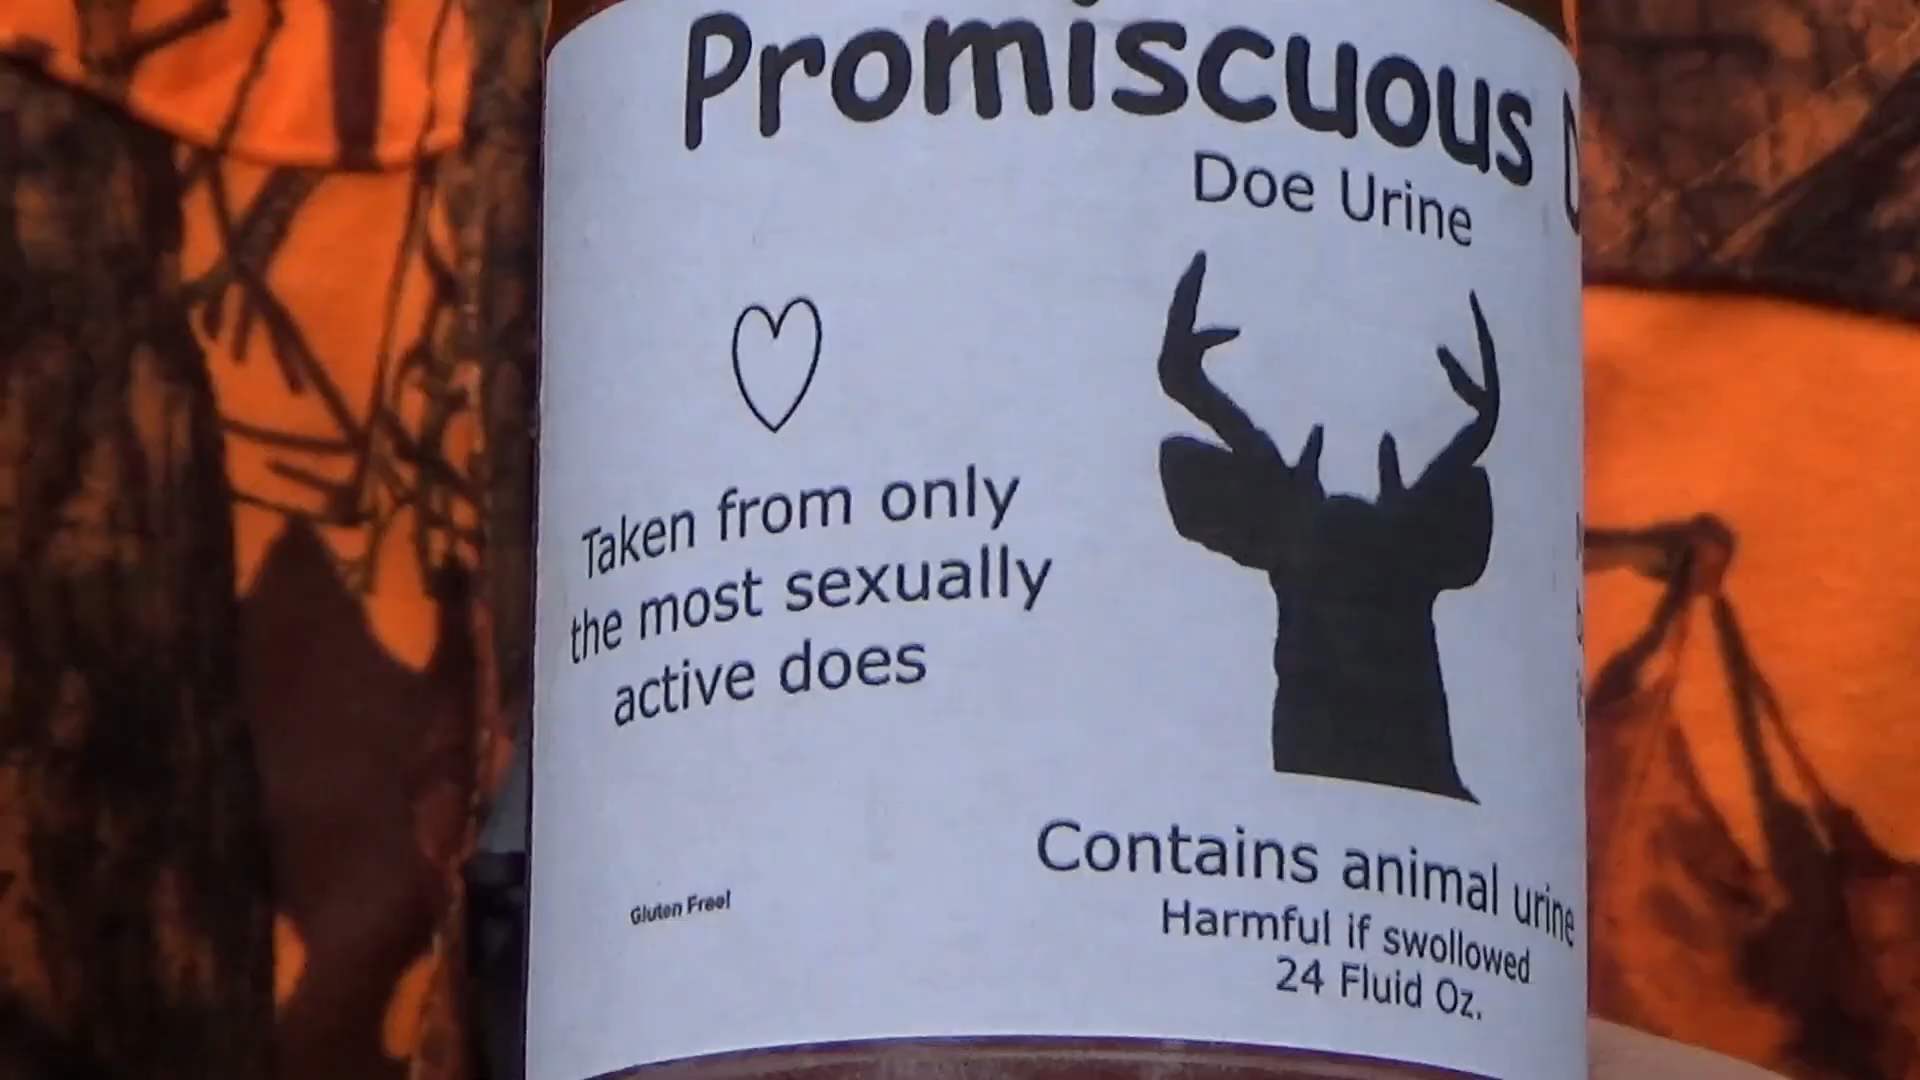 Promiscuous
Doe Urine
Taken from only
the most sexually
active does
Gluten Free!
Contains animal urine
Harmful if swollowed
24 Fluid Oz.